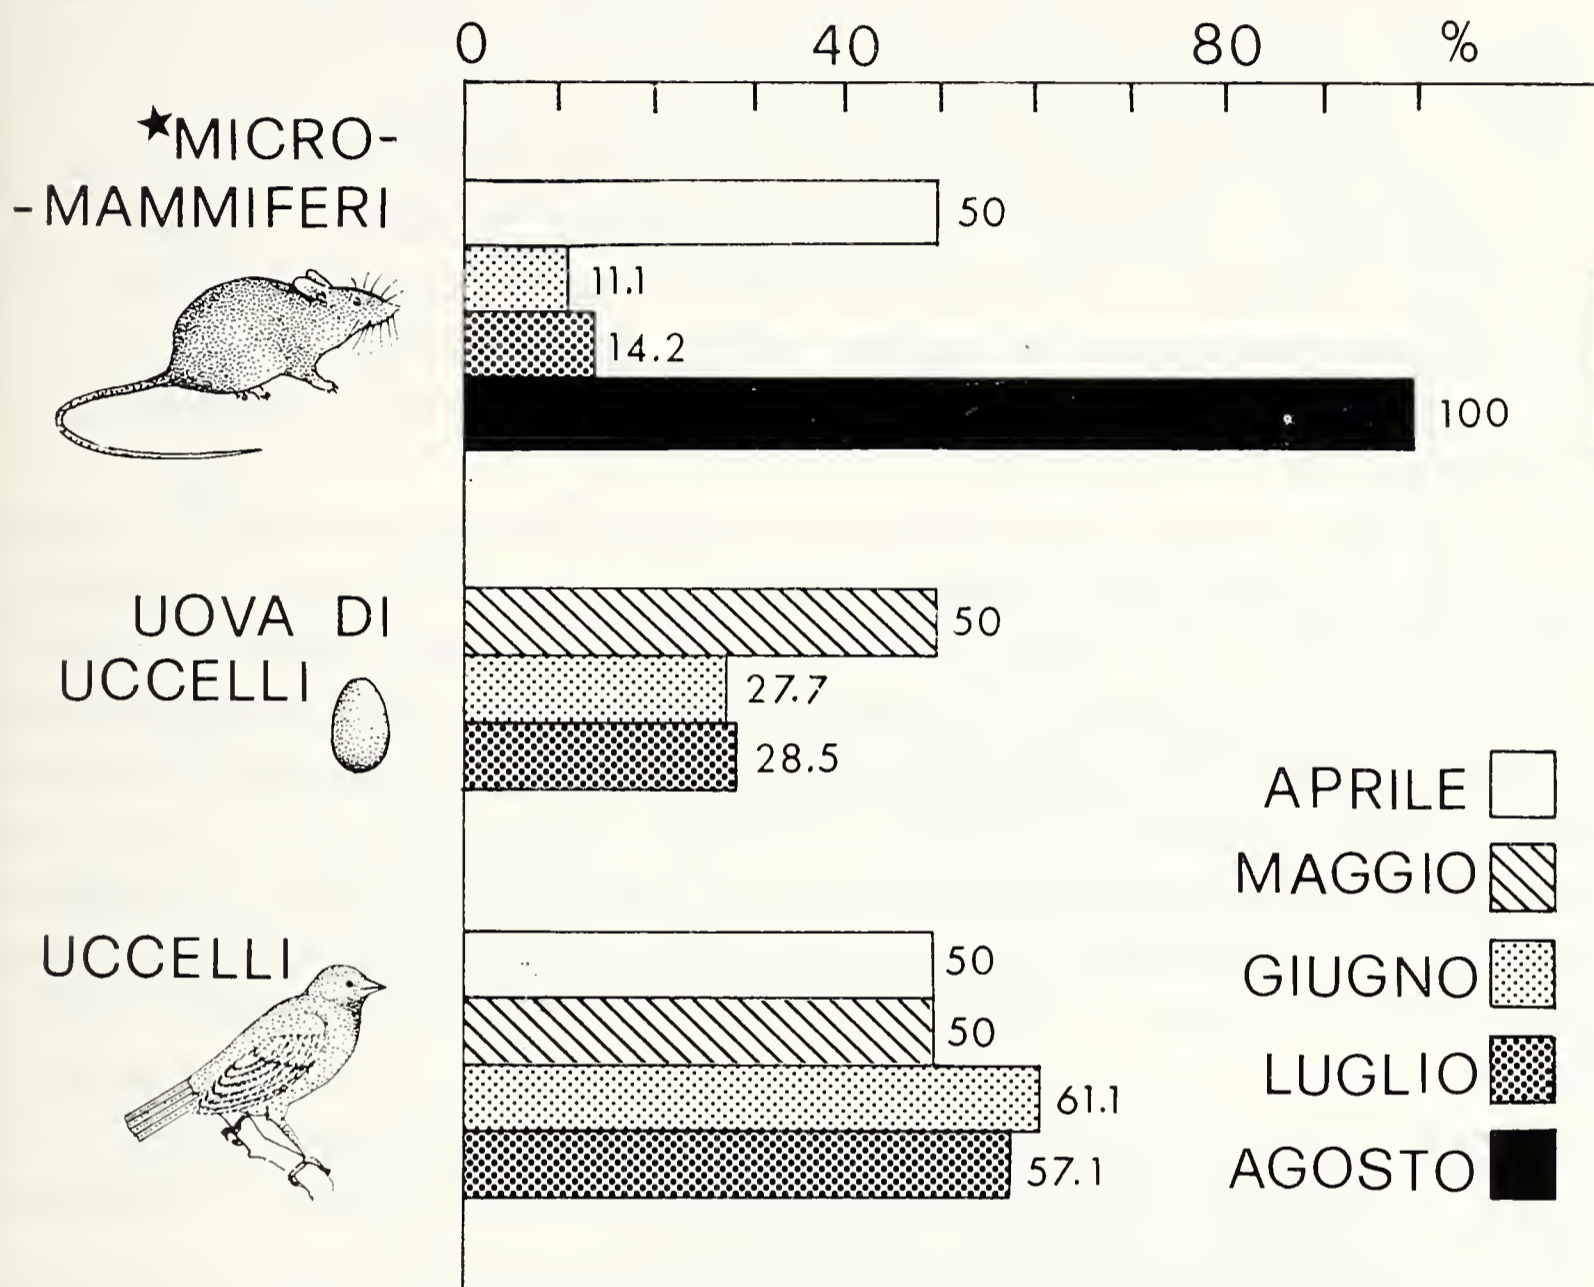 0 40 80 %
★MICRO-
-MAMMIFERI
50
11.1
14.2
100
UOVA DI
UCCELLI
50
27.7
28.5
UCCELLI
50
50
61.1
57.1
APRILE
MAGGIO
GIUGNO
LUGLIO
AGOSTO